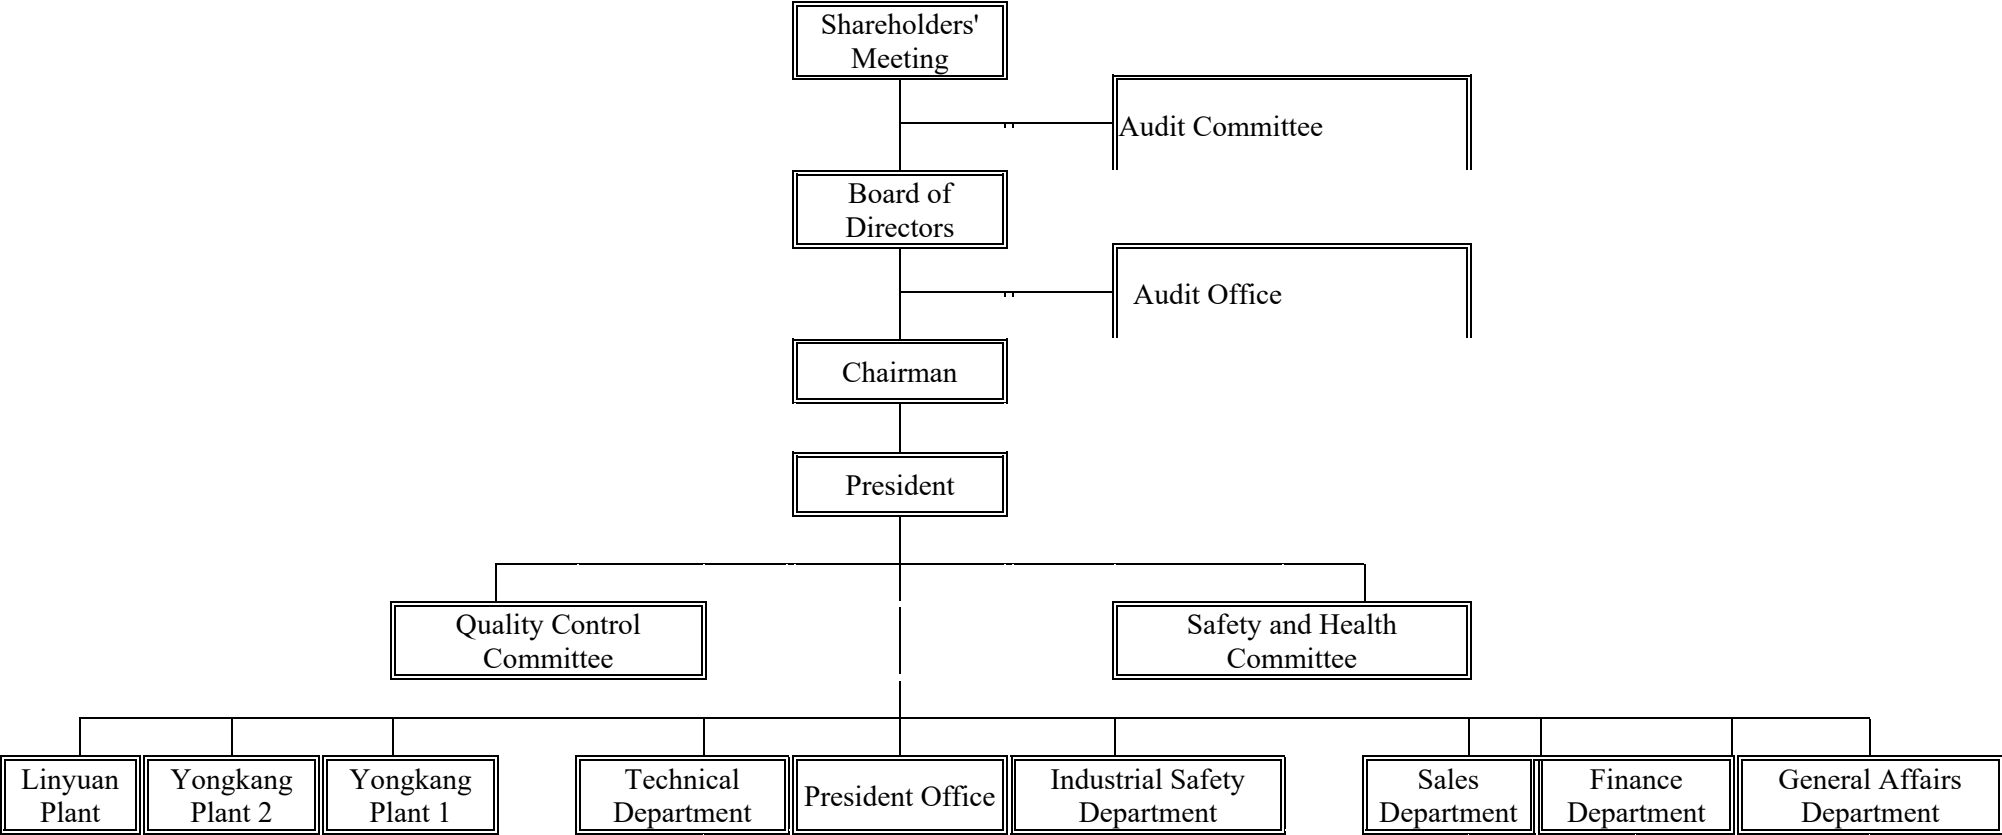 Shareholders'
Meeting
Audit Committee
Board of
Directors
Audit Office
Chairman
President
Quality Control
Committee
Safety and Health
Committee
Linyuan
Plant
Yongkang
Plant 2
Yongkang
Plant 1
Technical
Department
President Office
Industrial Safety
Department
Sales
Department
Finance
Department
General Affairs
Department